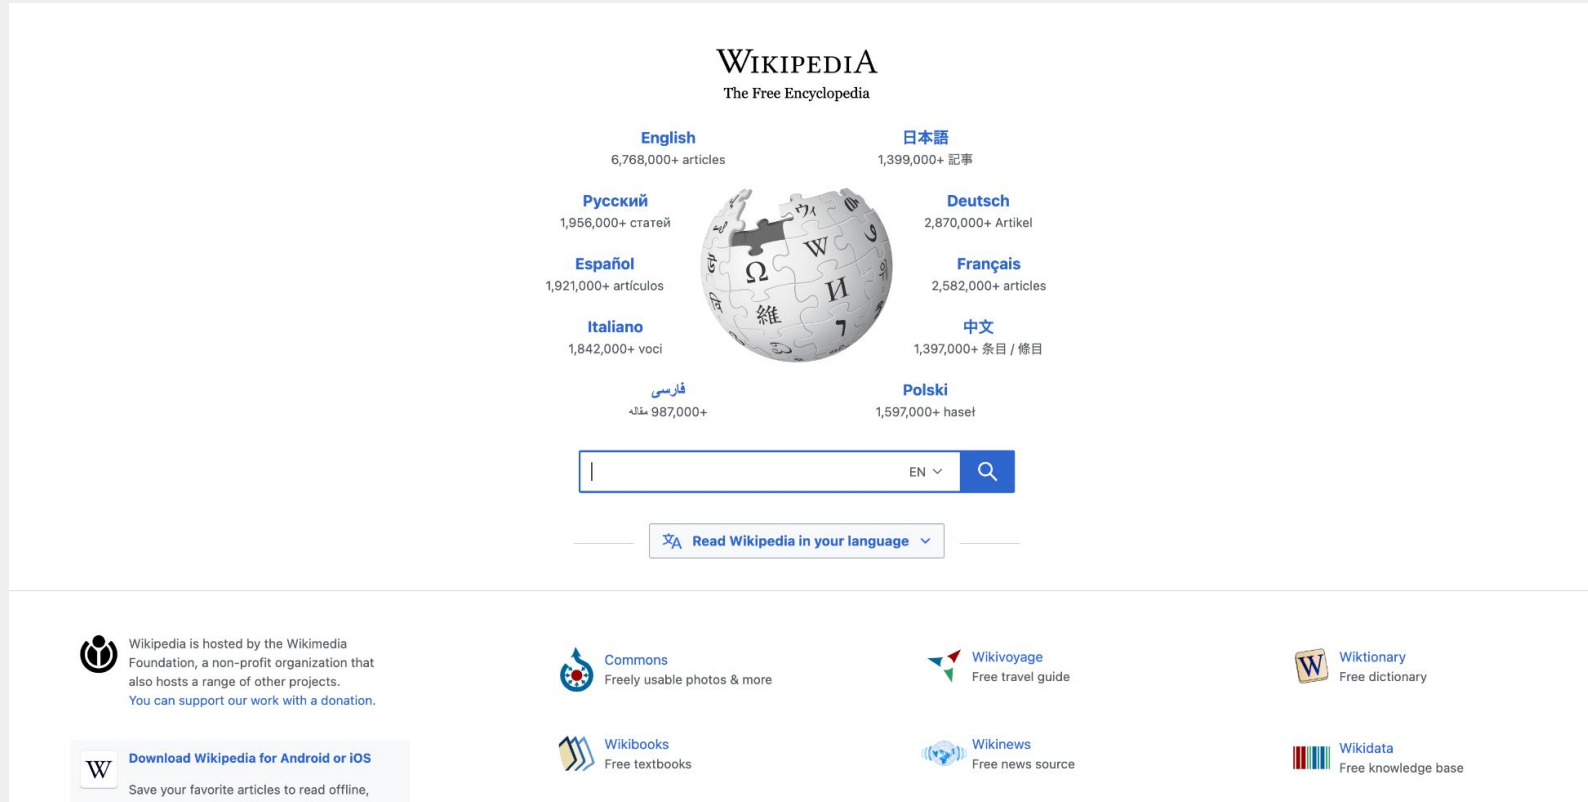 WIKIPEDIA
The Free Encyclopedia
English
6,768,000+ articles
日本語
1,399,000+ 記事
Русский
1,956,000+ статей
Deutsch
2,870,000+ Artikel
Español
1,921,000+ artículos
Français
2,582,000+ articles
Italiano
1,842,000+ voci
中文
1,397,000+ 条目 / 條目
فارسی
987,000+ مقاله
Polski
1,597,000+ haseł
Ω
W
И
維
ウィ
EN
Read Wikipedia in your language
Wikipedia is hosted by the Wikimedia
Foundation, a non-profit organization that
also hosts a range of other projects.
You can support our work with a donation.
W
Download Wikipedia for Android or iOS
Save your favorite articles to read offline,
Commons
Freely usable photos & more
Wikivoyage
Free travel guide
W
Wiktionary
Free dictionary
Wikibooks
Free textbooks
Wikinews
Free news source
Wikidata
Free knowledge base